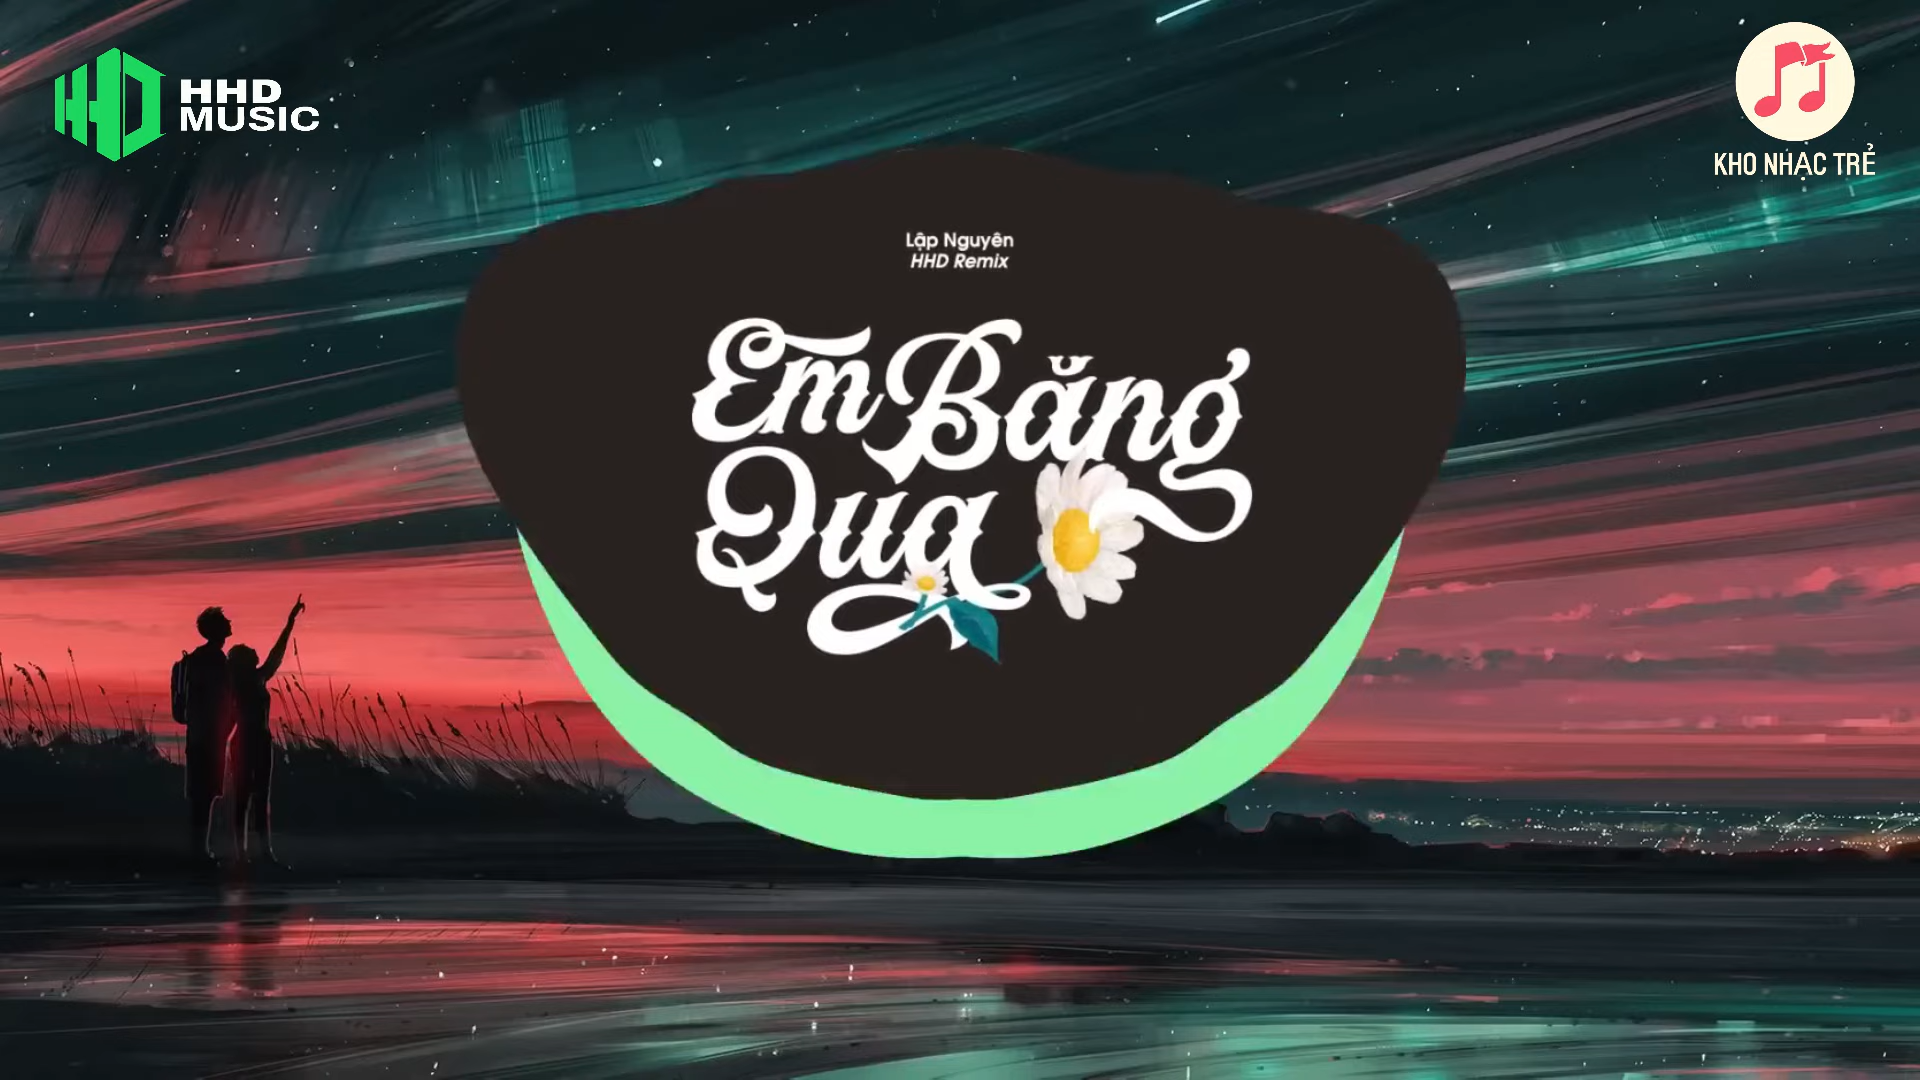 HHD
MUSIC
KHO NHẠC TRẺ
Lập Nguyên
HHD Remix
Em Băng
Qua